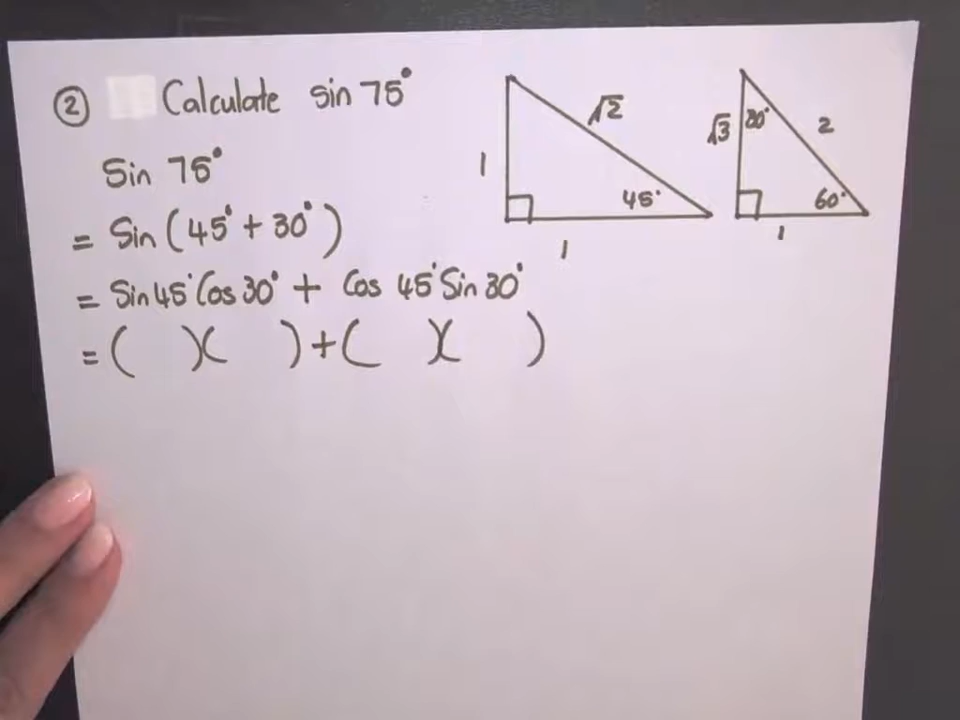 ② Calculate sin 75°
Sin 75°
= Sin (45° + 30°)
= Sin 45° Cos 30° + Cos 45° Sin 30°
= ( )( ) + ( )( )
1
√2
45°
1
√3
30°
2
60°
1